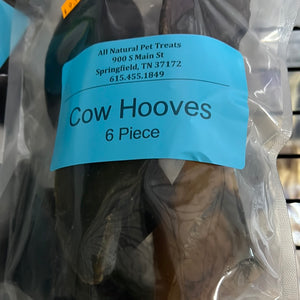 All Natural Pet Treats
900 S Main St
Springfield, TN 37172
615.455.1849
Cow Hooves
6 Piece